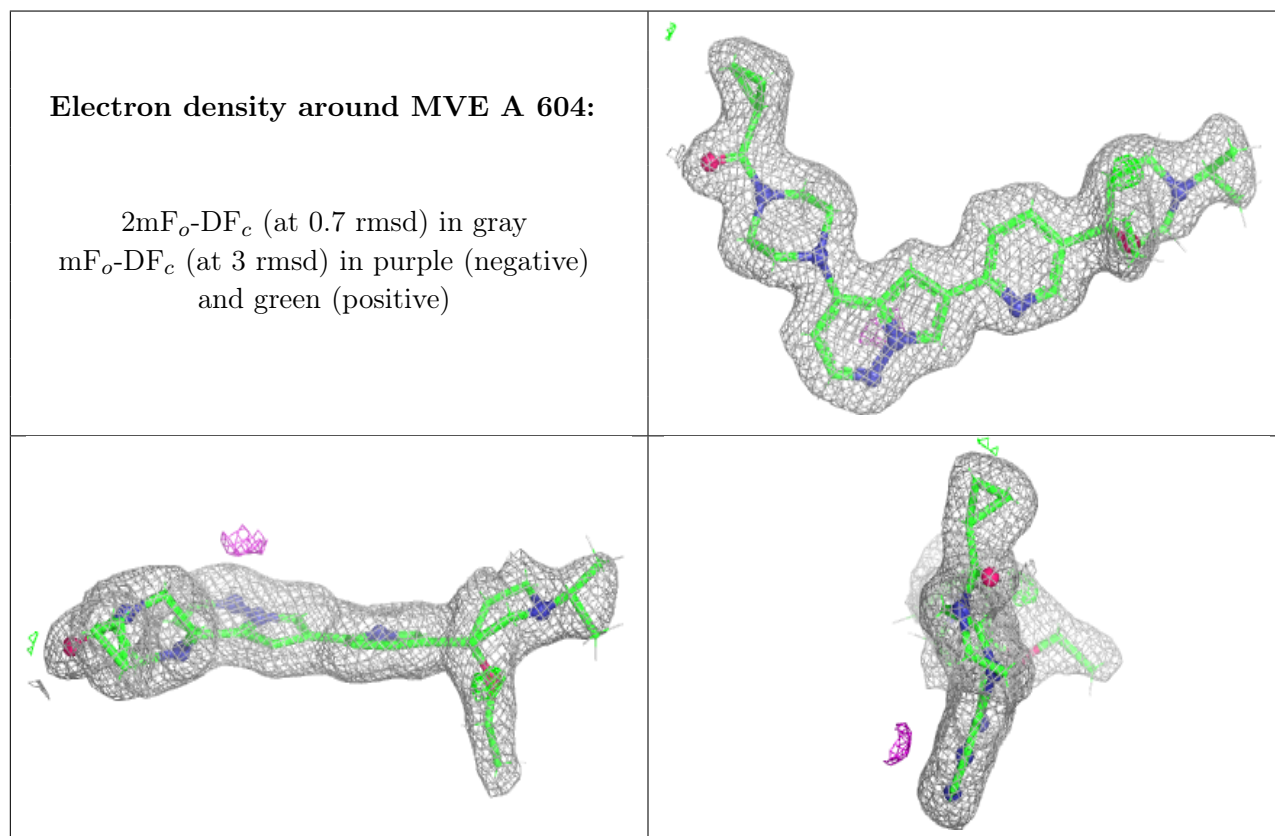 Electron density around MVE A 604:
2mFo-DFc (at 0.7 rmsd) in gray
mFo-DFc (at 3 rmsd) in purple (negative)
and green (positive)